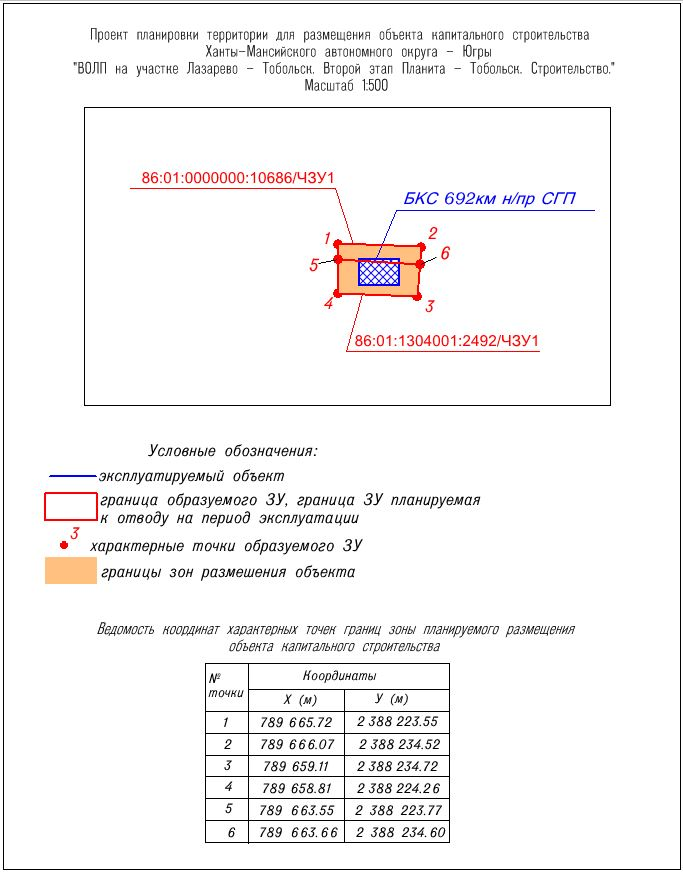 Проект планировки территории для размещения объекта капитального строительства
Ханты-Мансийского автономного округа - Югры
"ВОЛП на участке Лазарево - Тобольск. Второй этап Планита - Тобольск. Строительство."
Масштаб 1:500
86:01:0000000:10686/ЧЗУ1
БКС 692км н/пр СГП
1
2
5
6
4
3
86:01:1304001:2492/ЧЗУ1
Условные обозначения:
эксплуатируемый объект
граница образуемого ЗУ, граница ЗУ планируемая
к отводу на период эксплуатации
3
характерные точки образуемого ЗУ
границы зон размешения объекта
Ведомость координат характерных точек границ зоны планируемого размещения
объекта капитального строительства
№ точки Координаты
X (м) У (м)
1 789 665.72 2 388 223.55
2 789 666.07 2 388 234.52
3 789 659.11 2 388 234.72
4 789 658.81 2 388 224.26
5 789 663.55 2 388 223.77
6 789 663.66 2 388 234.60